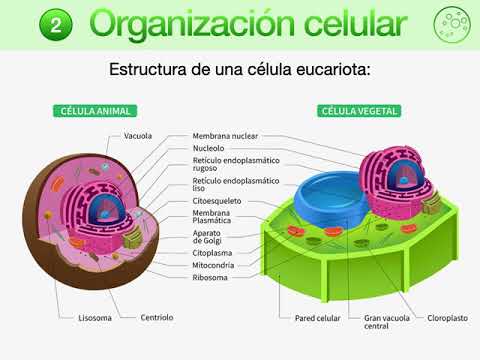 2 Organización celular
Estructura de una célula eucariota:
CÉLULA ANIMAL
CÉLULA VEGETAL
Vacuola
Membrana nuclear
Nucleolo
Retículo endoplasmático
rugoso
Retículo endoplasmático
liso
Citoesqueleto
Membrana
Plasmática
Aparato
de Golgi
Citoplasma
Mitocondria
Ribosoma
Lisosoma
Centriolo
Pared celular
Gran vacuola
central
Cloroplasto